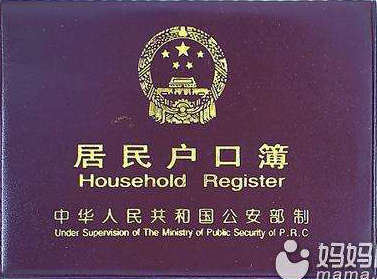 居民户口簿
Household Register
中华人民共和国公安部制
Under Supervision of The Ministry of Public Security of P.R.C
妈妈
mama